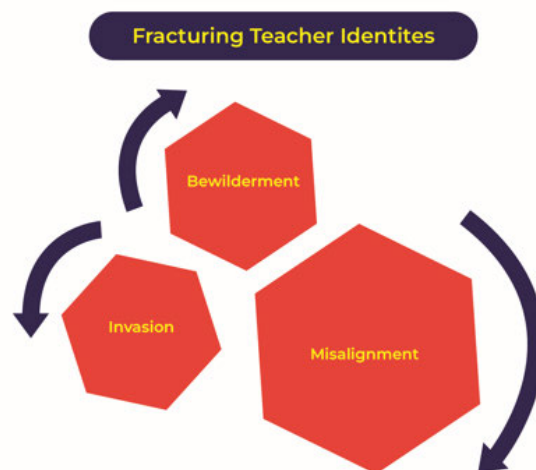 Fracturing Teacher Identites
Bewilderment
Invasion
Misalignment